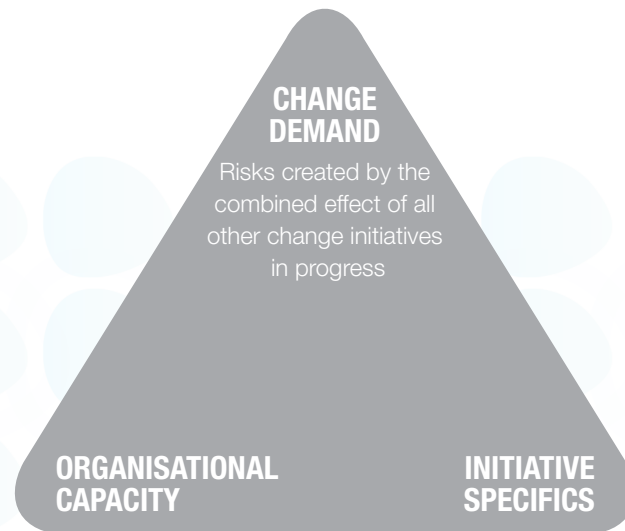 CHANGE
DEMAND
Risks created by the
combined effect of all
other change initiatives
in progress
ORGANISATIONAL
CAPACITY
INITIATIVE
SPECIFICS